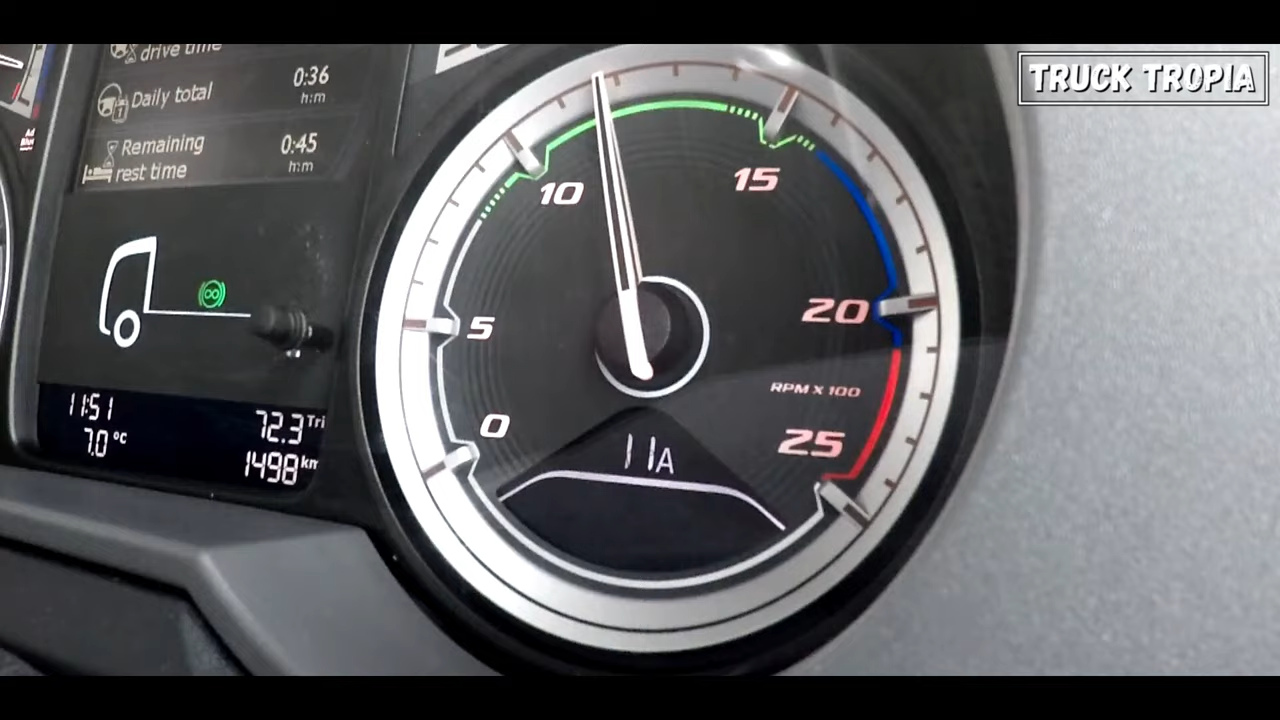 TRUCK TROPIA
drive time
Daily total 0:36
h:m
Remaining 0:45
rest time h:m
11:51 72.3 Tri
7.0 °C
1498 km
0
5
10
15
20
25
RPM X 100
11A